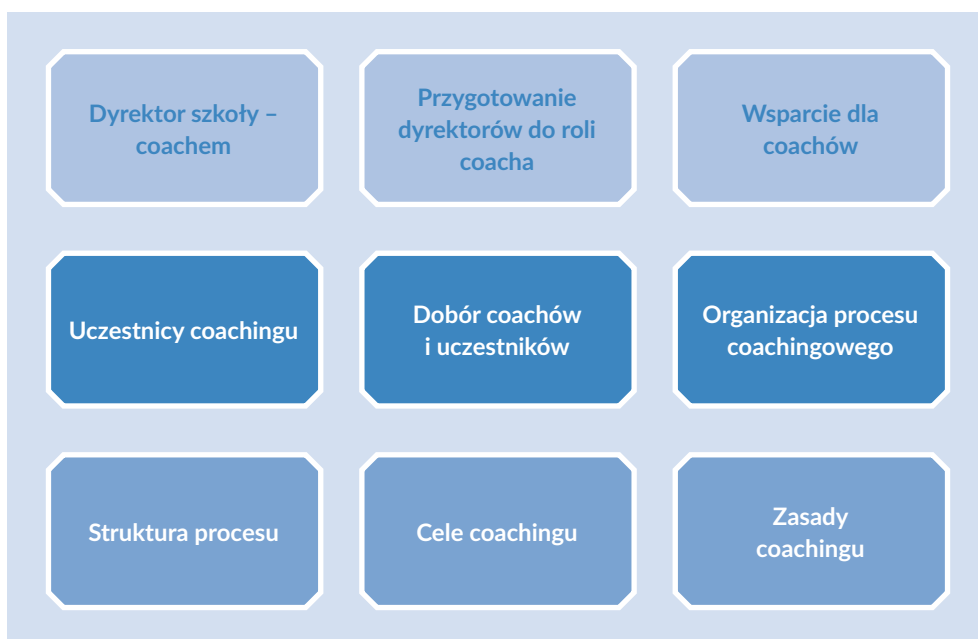 Dyrektor szkoły –
coachem
Przygotowanie
dyrektorów do roli
coacha
Wsparcie dla
coachów
Uczestnicy coachingu
Dobór coachów
i uczestników
Organizacja procesu
coachingowego
Struktura procesu
Cele coachingu
Zasady
coachingu